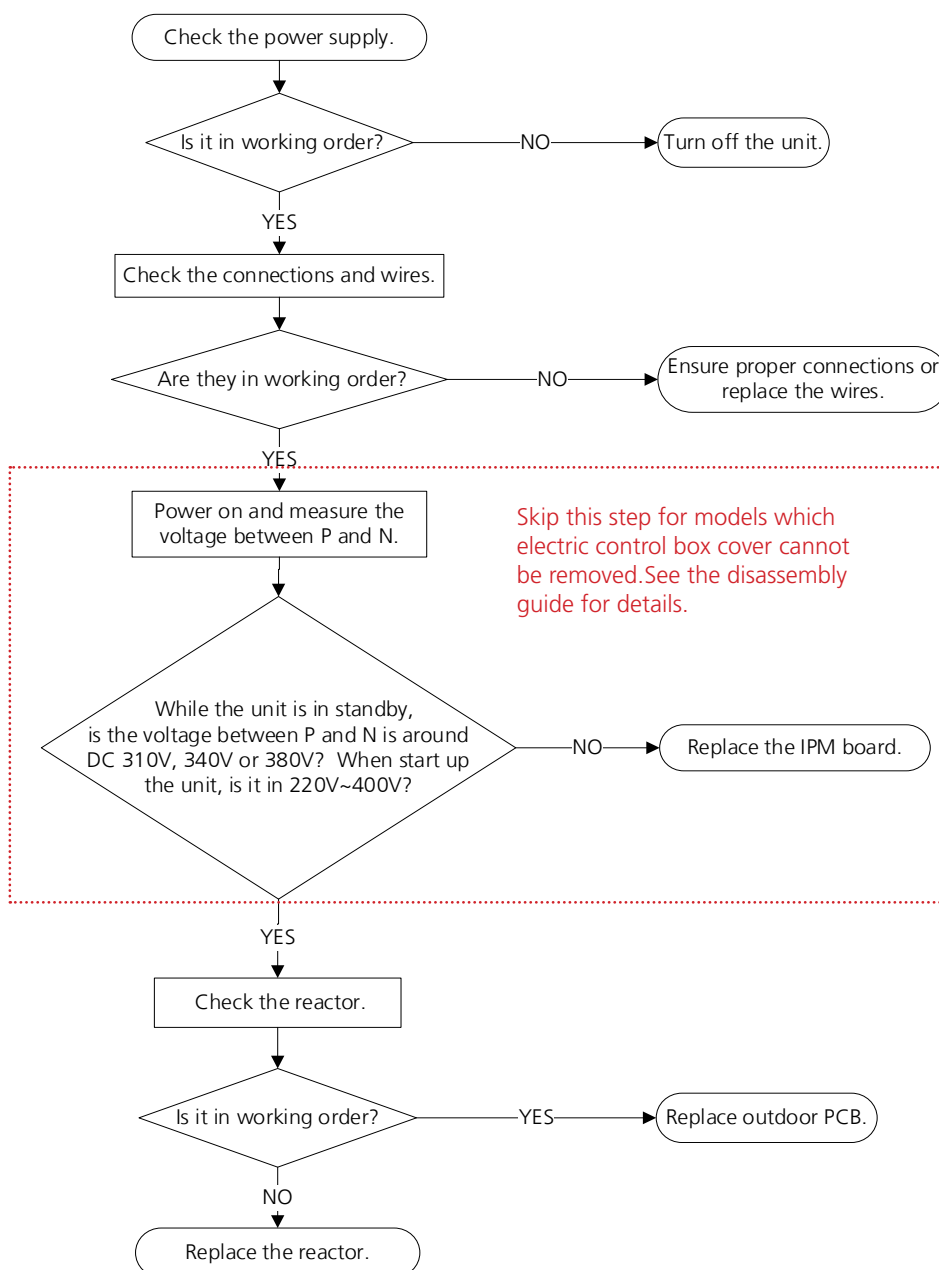 Check the power supply.
Is it in working order?
NO
Turn off the unit.
YES
Check the connections and wires.
Are they in working order?
NO
Ensure proper connections or
replace the wires.
YES
Power on and measure the
voltage between P and N.
Skip this step for models which
electric control box cover cannot
be removed.See the disassembly
guide for details.
While the unit is in standby,
is the voltage between P and N is around
DC 310V, 340V or 380V? When start up
the unit, is it in 220V~400V?
NO
Replace the IPM board.
YES
Check the reactor.
Is it in working order?
YES
Replace outdoor PCB.
NO
Replace the reactor.